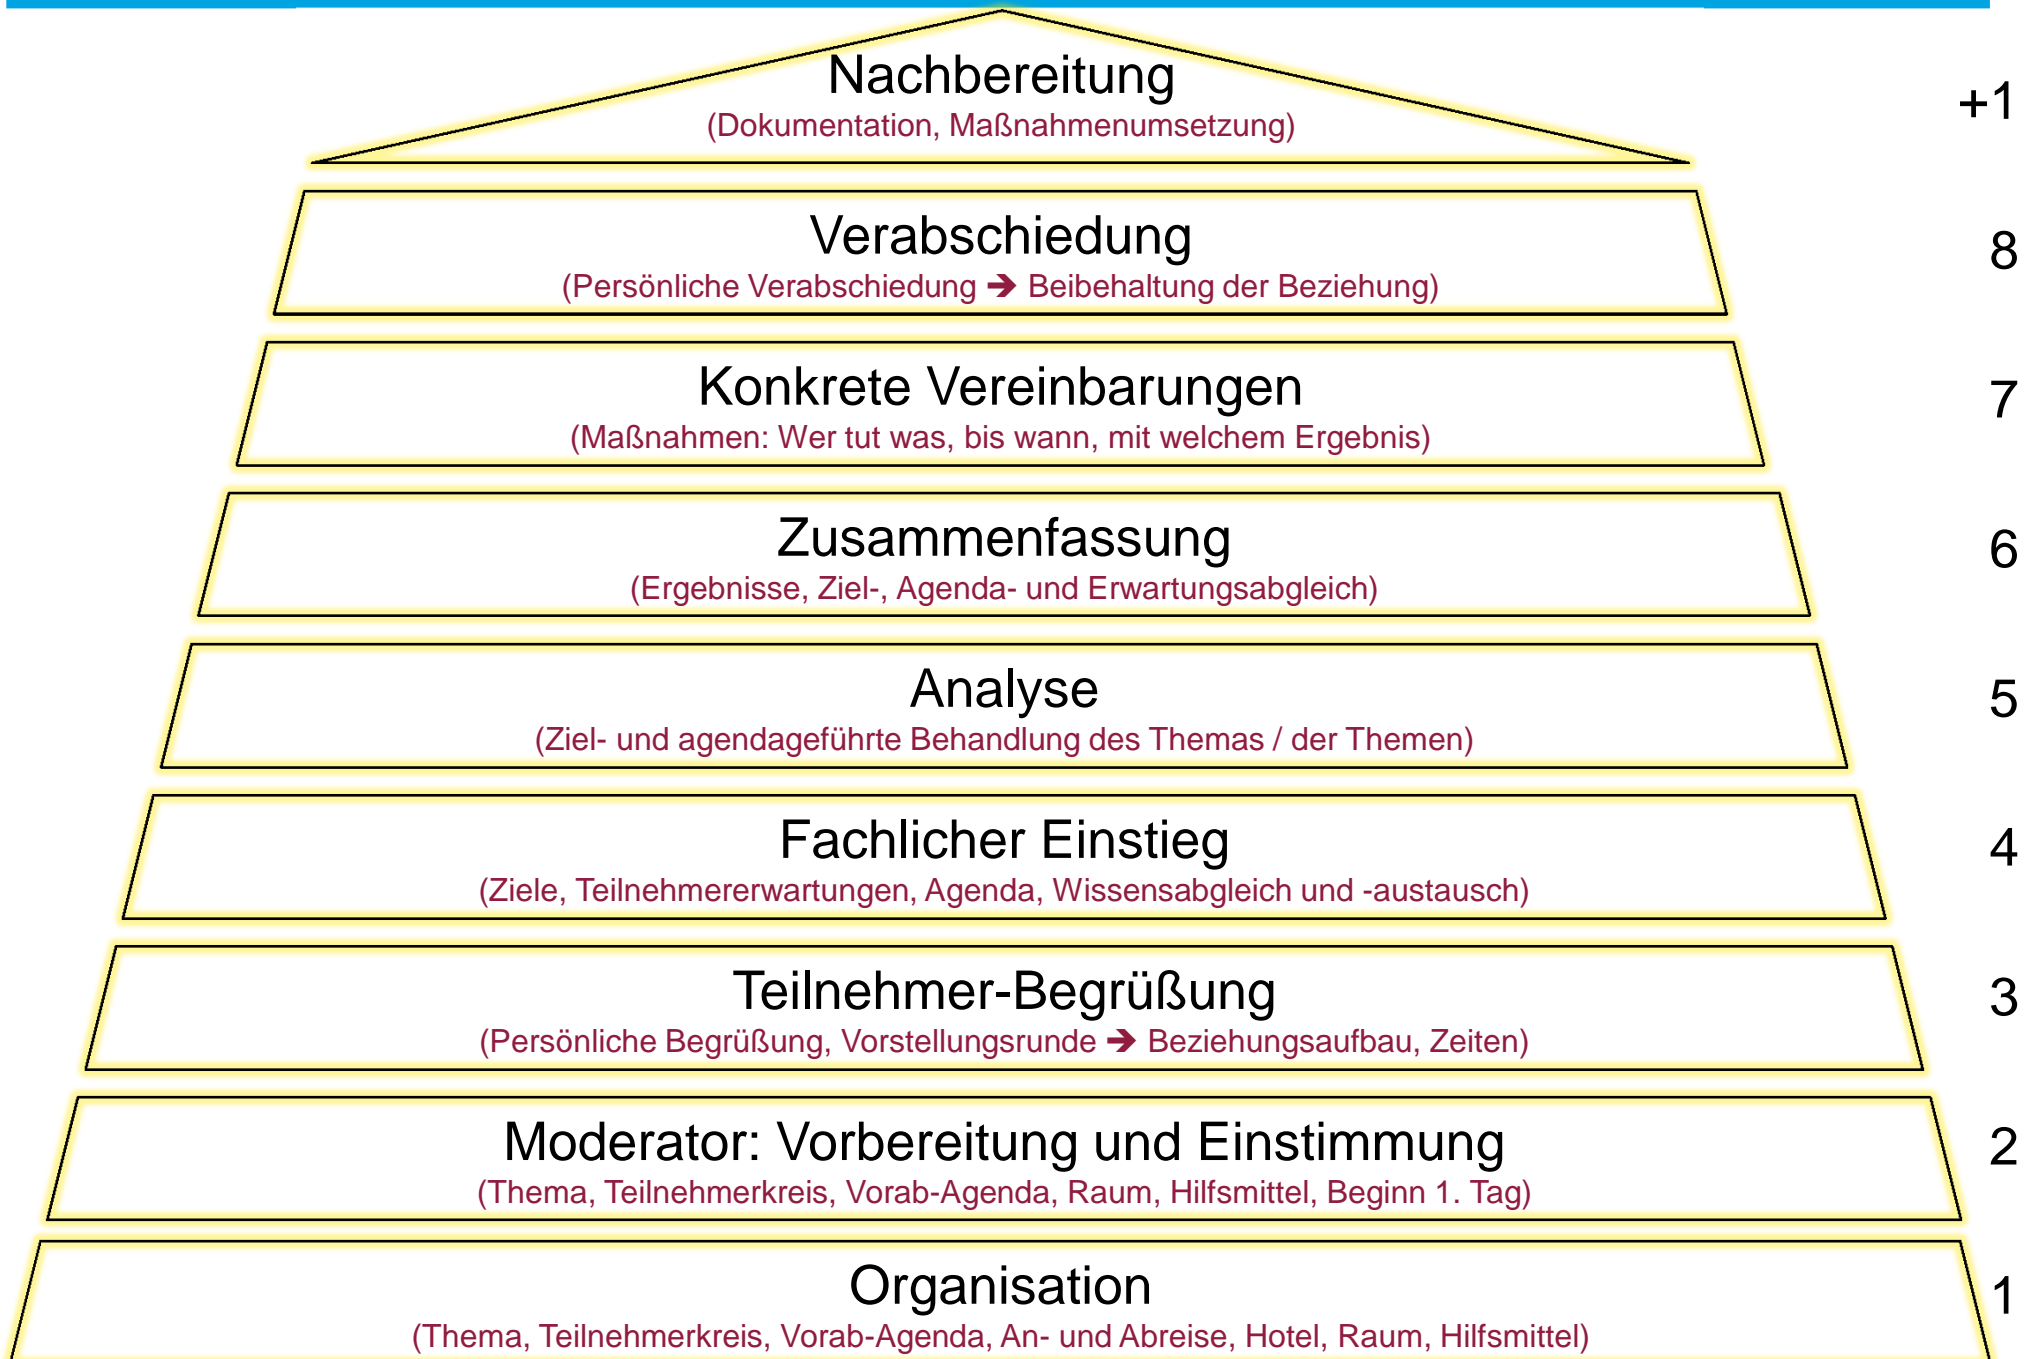 Nachbereitung
(Dokumentation, Maßnahmenumsetzung)
+1
Verabschiedung
(Persönliche Verabschiedung ➔ Beibehaltung der Beziehung)
8
Konkrete Vereinbarungen
(Maßnahmen: Wer tut was, bis wann, mit welchem Ergebnis)
7
Zusammenfassung
(Ergebnisse, Ziel-, Agenda- und Erwartungsabgleich)
6
Analyse
(Ziel- und agendageführte Behandlung des Themas / der Themen)
5
Fachlicher Einstieg
(Ziele, Teilnehmererwartungen, Agenda, Wissensabgleich und -austausch)
4
Teilnehmer-Begrüßung
(Persönliche Begrüßung, Vorstellungsrunde ➔ Beziehungsaufbau, Zeiten)
3
Moderator: Vorbereitung und Einstimmung
(Thema, Teilnehmerkreis, Vorab-Agenda, Raum, Hilfsmittel, Beginn 1. Tag)
2
Organisation
(Thema, Teilnehmerkreis, Vorab-Agenda, An- und Abreise, Hotel, Raum, Hilfsmittel)
1